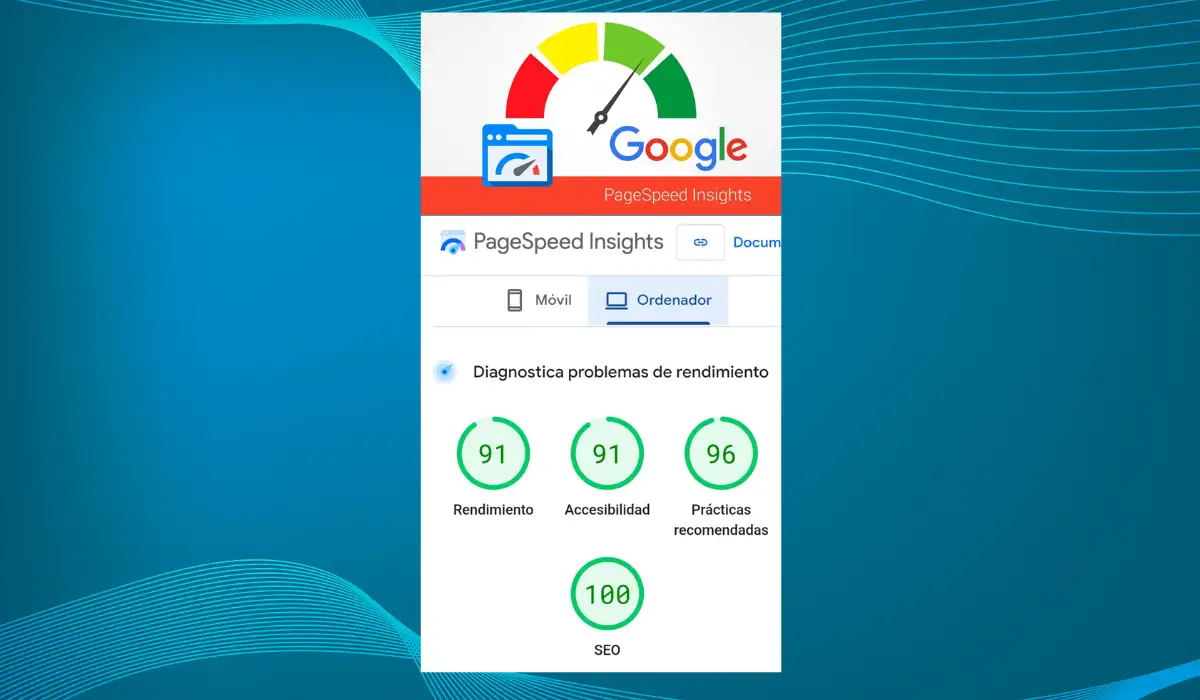 Google
PageSpeed Insights
PageSpeed Insights
Docum
Móvil
Ordenador
Diagnostica problemas de rendimiento
91
91
96
Rendimiento
Accesibilidad
Prácticas
recomendadas
100
SEO